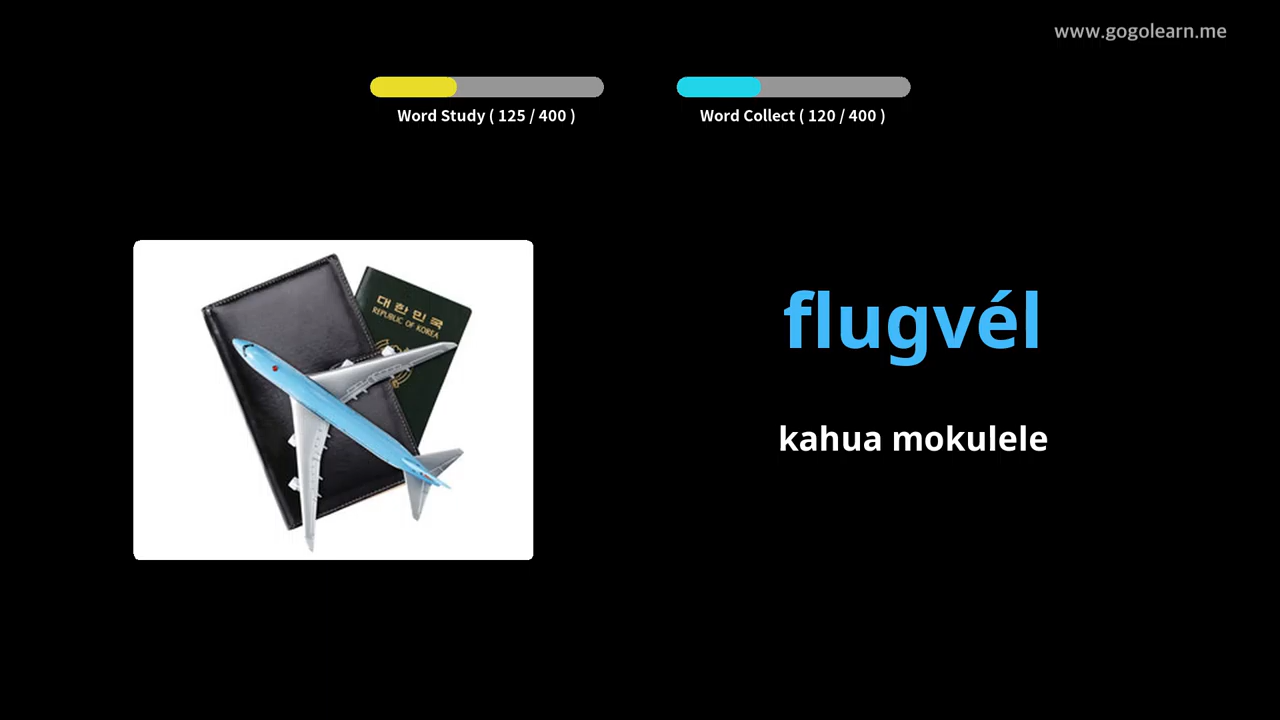 www.gogolearn.me
Word Study ( 125 / 400 )
Word Collect ( 120 / 400 )
대한민국
REPUBLIC OF KOREA
flugvél
kahua mokulele